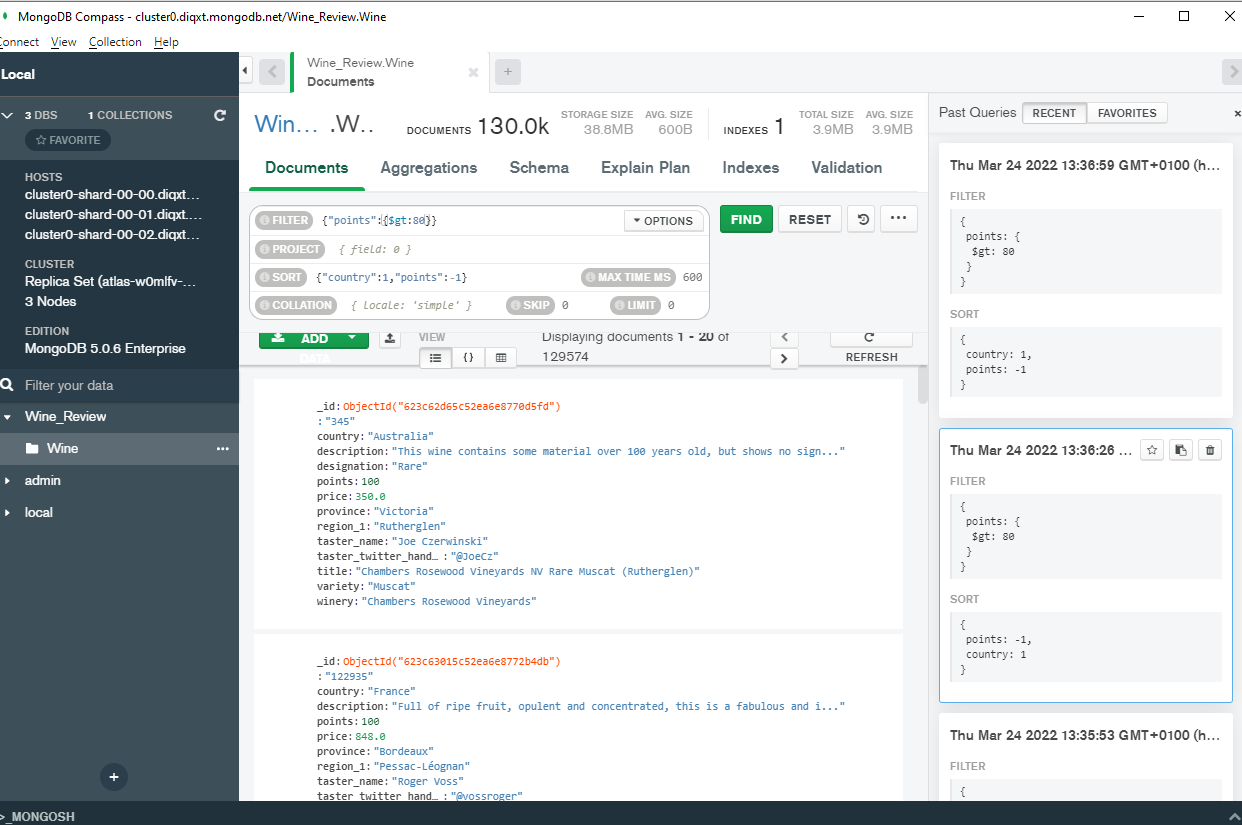 MongoDB Compass - cluster0.diqxt.mongodb.net/Wine_Review.Wine
Connect View Collection Help
Local
3 DBS 1 COLLECTIONS
FAVORITE
HOSTS
cluster0-shard-00-00.diqxt...
cluster0-shard-00-01.diqxt....
cluster0-shard-00-02.diqxt...
CLUSTER
Replica Set (atlas-w0mlfv-...
3 Nodes
EDITION
MongoDB 5.0.6 Enterprise
Filter your data
Wine_Review
Wine
admin
local
>_MONGOSH
Wine_Review.Wine
Documents
Win... .W..
DOCUMENTS 130.0k
STORAGE SIZE
38.8MB
AVG. SIZE
600B
INDEXES 1
TOTAL SIZE
3.9MB
AVG. SIZE
3.9MB
Documents Aggregations Schema Explain Plan Indexes Validation
FILTER {"points":{$gt:80}} OPTIONS
FIND RESET
PROJECT { field: 0 }
SORT {"country":1,"points":-1} MAX TIME MS 600
COLLATION { locale: 'simple' } SKIP 0 LIMIT 0
ADD DATA
VIEW
Displaying documents 1 - 20 of
129574
REFRESH
_id:ObjectId("623c62d65c52ea6e8770d5fd")
:"345"
country:"Australia"
description:"This wine contains some material over 100 years old, but shows no sign..."
designation:"Rare"
points:100
price:350.0
province:"Victoria"
region_1:"Rutherglen"
taster_name:"Joe Czerwinski"
taster_twitter_hand… :"@JoeCz"
title:"Chambers Rosewood Vineyards NV Rare Muscat (Rutherglen)"
variety:"Muscat"
winery:"Chambers Rosewood Vineyards"
_id:ObjectId("623c63015c52ea6e8772b4db")
:"122935"
country:"France"
description:"Full of ripe fruit, opulent and concentrated, this is a fabulous and i..."
points:100
price:848.0
province:"Bordeaux"
region_1:"Pessac-Léognan"
taster_name:"Roger Voss"
taster_twitter_hand… :"@vossroger"
Past Queries RECENT FAVORITES
Thu Mar 24 2022 13:36:59 GMT+0100 (h...
FILTER
{
points: {
$gt: 80
}
}
SORT
{
country: 1,
points: -1
}
Thu Mar 24 2022 13:36:26 ...
FILTER
{
points: {
$gt: 80
}
}
SORT
{
points: -1,
country: 1
}
Thu Mar 24 2022 13:35:53 GMT+0100 (h...
FILTER
{